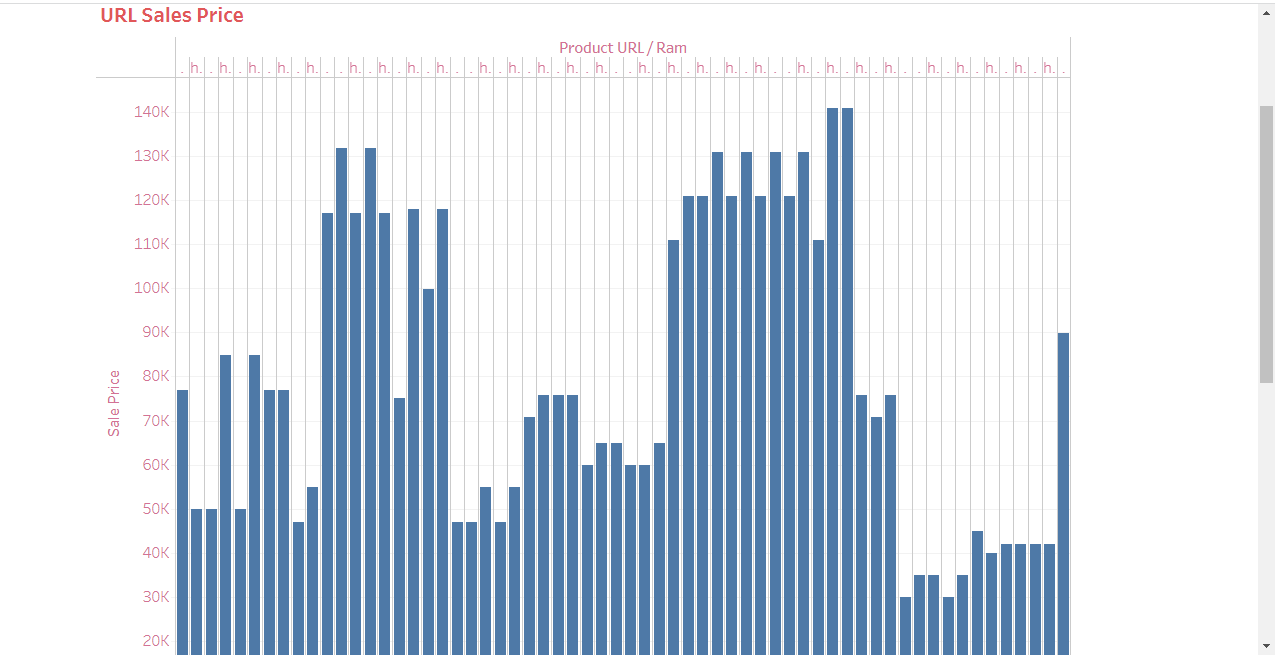 URL Sales Price
Product URL / Ram
. h. . h. . h. . h. . h. . . h. . h. . h. . h. . . h. . h. . h. . h. . h. . . h. . h. . h. . h. . . h. . h. . h. . h. . . h. . h. . h. . h. . h. .
140K
130K
120K
110K
100K
90K
80K
Sale Price
70K
60K
50K
40K
30K
20K